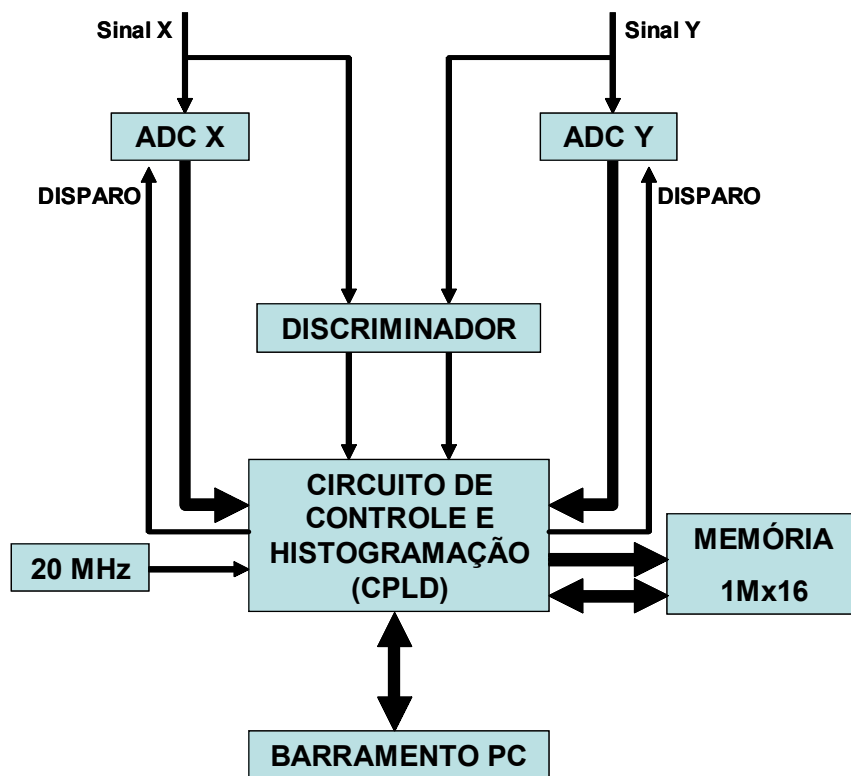 Sinal X
Sinal Y
ADC X
ADC Y
DISPARO
DISPARO
DISCRIMINADOR
CIRCUITO DE
CONTROLE E
HISTOGRAMAÇÃO
(CPLD)
20 MHz
MEMÓRIA
1Mx16
BARRAMENTO PC